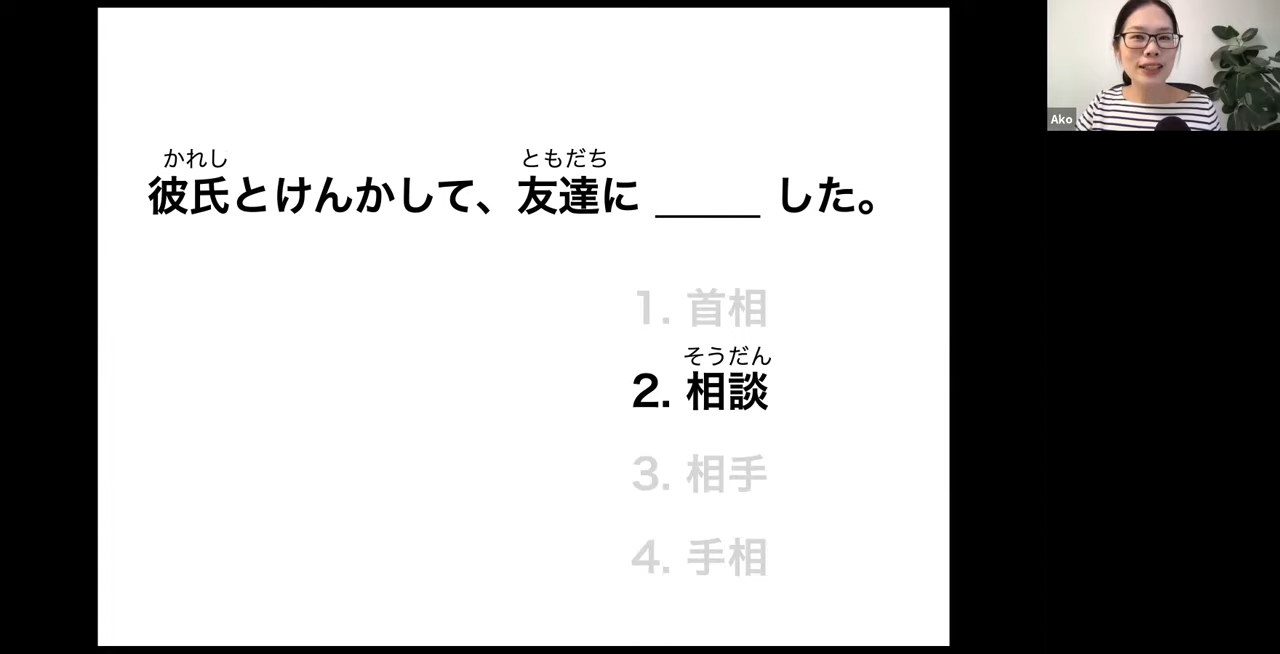 かれし ともだち
彼氏とけんかして、友達に _____ した。
1. 首相
そうだん
2. 相談
3. 相手
4. 手相
Ako